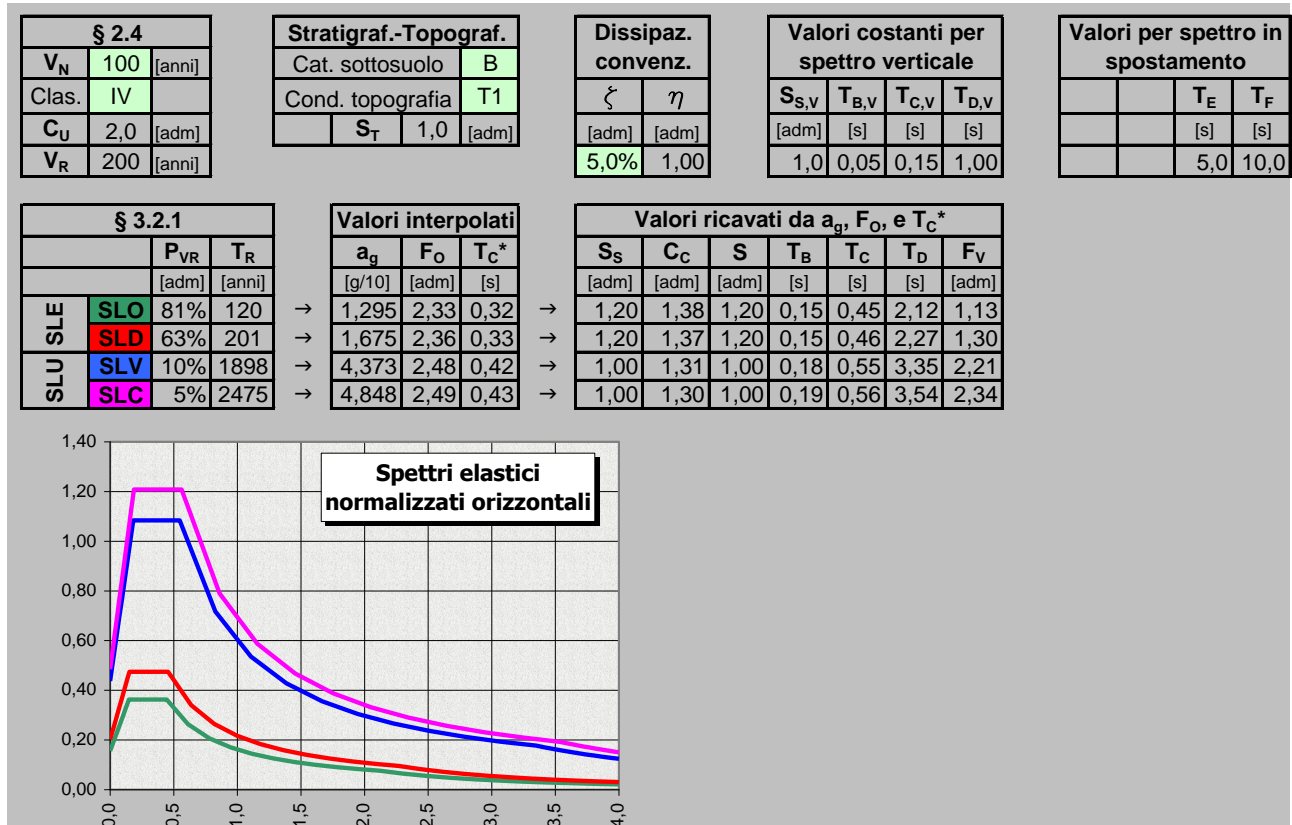 § 2.4
V_N 100 [anni]
Clas. IV
C_U 2,0 [adm]
V_R 200 [anni]
Stratigraf.-Topograf.
Cat. sottosuolo B
Cond. topografia T1
S_T 1,0 [adm]
Dissipaz.
convenz.
ζ η
[adm] [adm]
5,0% 1,00
Valori costanti per
spettro verticale
S_S,V T_B,V T_C,V T_D,V
[adm] [s] [s] [s]
1,0 0,05 0,15 1,00
Valori per spettro in
spostamento
T_E T_F
[s] [s]
5,0 10,0
§ 3.2.1
P_VR T_R
[adm] [anni]
SLE
SLO 81% 120 →
SLD 63% 201 →
SLU
SLV 10% 1898 →
SLC 5% 2475 →
Valori interpolati
a_g F_O T_C*
[g/10] [adm] [s]
1,295 2,33 0,32 →
1,675 2,36 0,33 →
4,373 2,48 0,42 →
4,848 2,49 0,43 →
Valori ricavati da a_g, F_O, e T_C*
S_S C_C S T_B T_C T_D F_V
[adm] [adm] [adm] [s] [s] [s] [adm]
1,20 1,38 1,20 0,15 0,45 2,12 1,13
1,20 1,37 1,20 0,15 0,46 2,27 1,30
1,00 1,31 1,00 0,18 0,55 3,35 2,21
1,00 1,30 1,00 0,19 0,56 3,54 2,34
Spettri elastici
normalizzati orizzontali
1,40
1,20
1,00
0,80
0,60
0,40
0,20
0,00
0,0 0,5 1,0 1,5 2,0 2,5 3,0 3,5 4,0